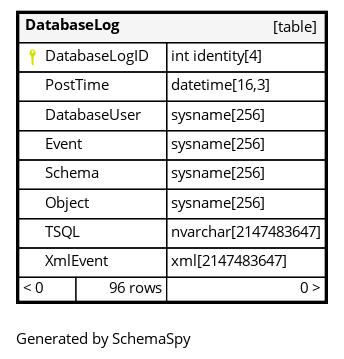 DatabaseLog [table]
DatabaseLogID int identity[4]
PostTime datetime[16,3]
DatabaseUser sysname[256]
Event sysname[256]
Schema sysname[256]
Object sysname[256]
TSQL nvarchar[2147483647]
XmlEvent xml[2147483647]
< 0 96 rows 0 >
Generated by SchemaSpy